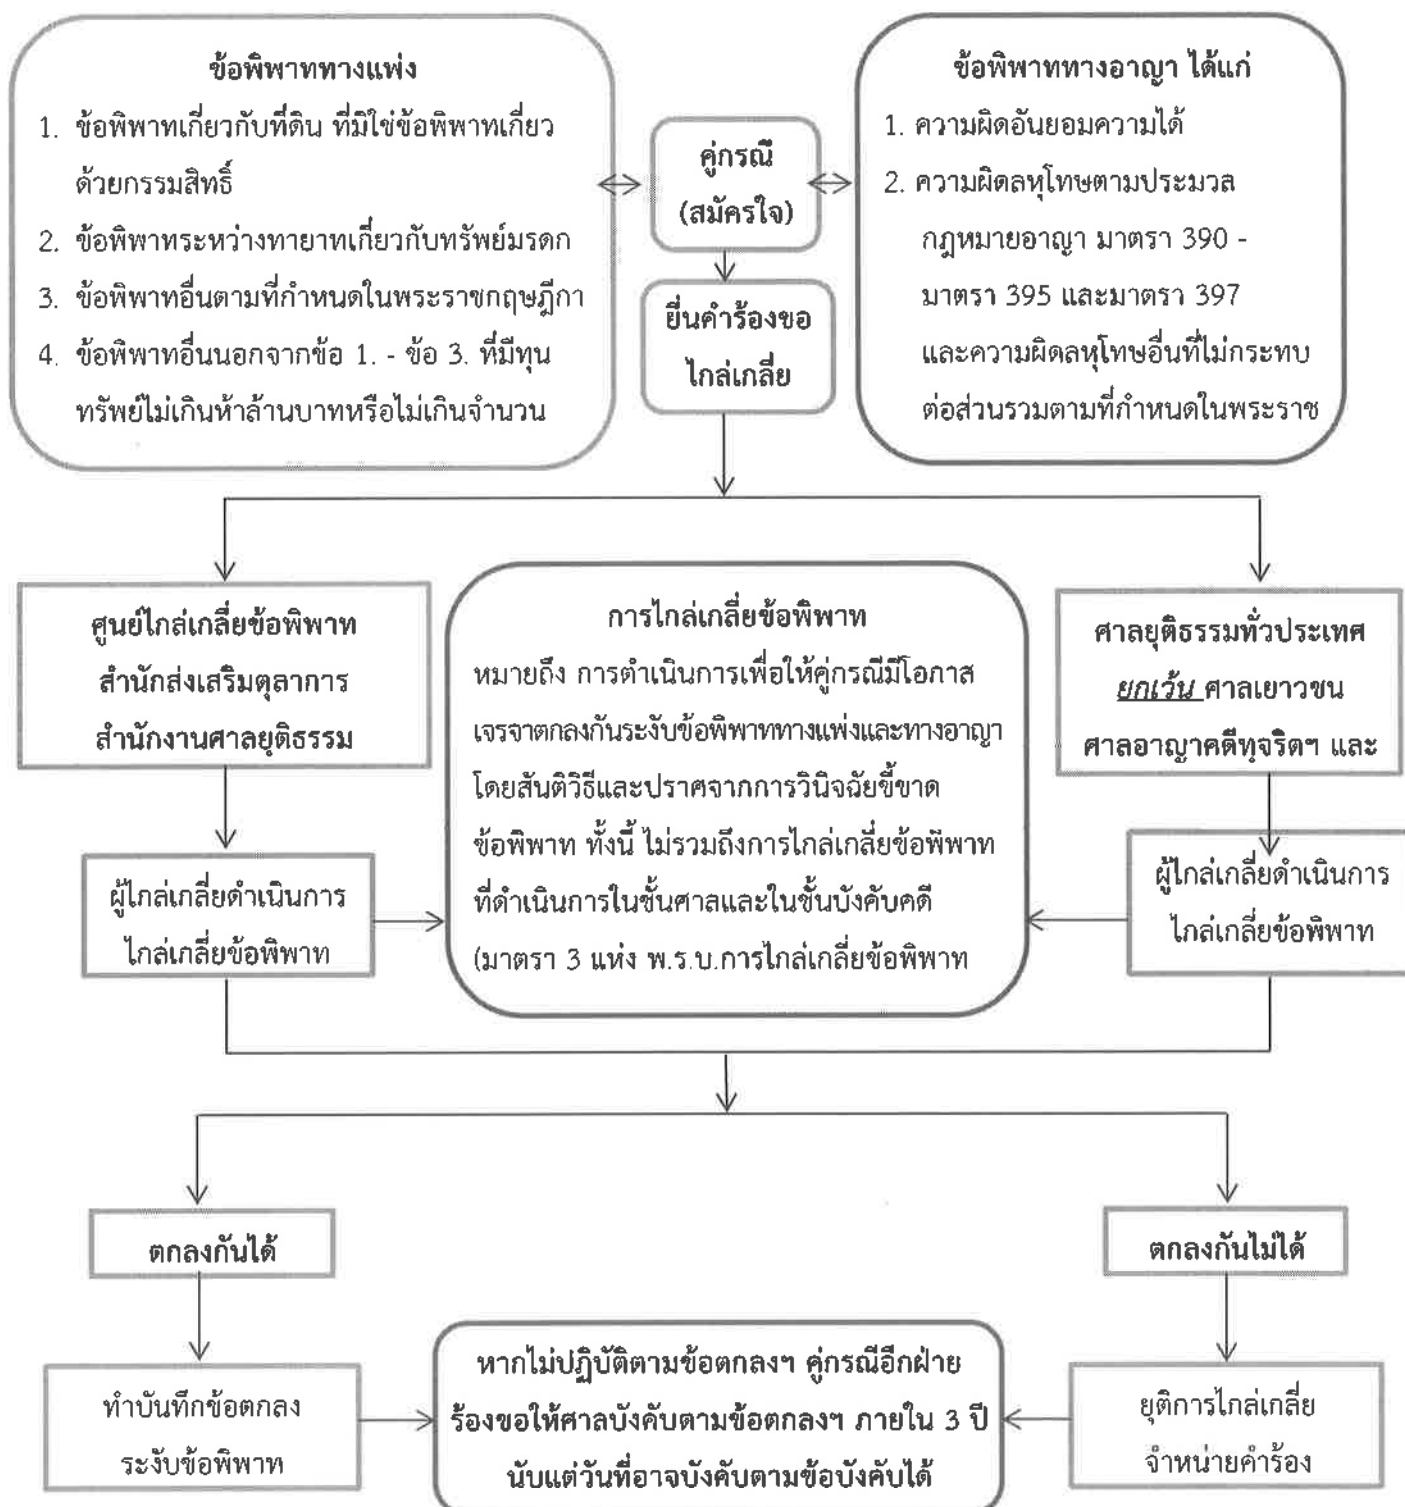 ข้อพิพาททางแพ่ง
1. ข้อพิพาทเกี่ยวกับที่ดิน ที่มิใช่ข้อพิพาทเกี่ยว
ด้วยกรรมสิทธิ์
2. ข้อพิพาทระหว่างทายาทเกี่ยวกับทรัพย์มรดก
3. ข้อพิพาทอื่นตามที่กำหนดในพระราชกฤษฎีกา
4. ข้อพิพาทอื่นนอกจากข้อ 1. - ข้อ 3. ที่มีทุน
ทรัพย์ไม่เกินห้าล้านบาทหรือไม่เกินจำนวน
คู่กรณี
(สมัครใจ)
ยื่นคำร้องขอ
ไกล่เกลี่ย
ข้อพิพาททางอาญา ได้แก่
1. ความผิดอันยอมความได้
2. ความผิดลหุโทษตามประมวล
กฎหมายอาญา มาตรา 390 -
มาตรา 395 และมาตรา 397
และความผิดลหุโทษอื่นที่ไม่กระทบ
ต่อส่วนรวมตามที่กำหนดในพระราช
ศูนย์ไกล่เกลี่ยข้อพิพาท
สำนักส่งเสริมตุลาการ
สำนักงานศาลยุติธรรม
ผู้ไกล่เกลี่ยดำเนินการ
ไกล่เกลี่ยข้อพิพาท
การไกล่เกลี่ยข้อพิพาท
หมายถึง การดำเนินการเพื่อให้คู่กรณีมีโอกาส
เจรจาตกลงกันระงับข้อพิพาททางแพ่งและทางอาญา
โดยสันติวิธีและปราศจากการวินิจฉัยชี้ขาด
ข้อพิพาท ทั้งนี้ ไม่รวมถึงการไกล่เกลี่ยข้อพิพาท
ที่ดำเนินการในชั้นศาลและในชั้นบังคับคดี
(มาตรา 3 แห่ง พ.ร.บ.การไกล่เกลี่ยข้อพิพาท
ศาลยุติธรรมทั่วประเทศ
ยกเว้น ศาลเยาวชน
ศาลอาญาคดีทุจริตฯ และ
ผู้ไกล่เกลี่ยดำเนินการ
ไกล่เกลี่ยข้อพิพาท
ตกลงกันได้
ทำบันทึกข้อตกลง
ระงับข้อพิพาท
หากไม่ปฏิบัติตามข้อตกลงฯ คู่กรณีอีกฝ่าย
ร้องขอให้ศาลบังคับตามข้อตกลงฯ ภายใน 3 ปี
นับแต่วันที่อาจบังคับตามข้อบังคับได้
ตกลงกันไม่ได้
ยุติการไกล่เกลี่ย
จำหน่ายคำร้อง